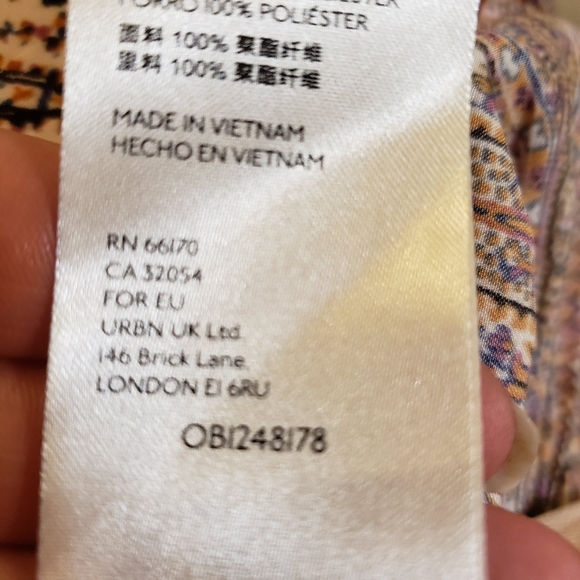 FORRO 100% POLIÉSTER
面料 100% 聚酯纤维
里料 100% 聚酯纤维
MADE IN VIETNAM
HECHO EN VIETNAM
RN 66170
CA 32054
FOR EU
URBN UK Ltd.
146 Brick Lane,
LONDON E1 6RU
OB1248178